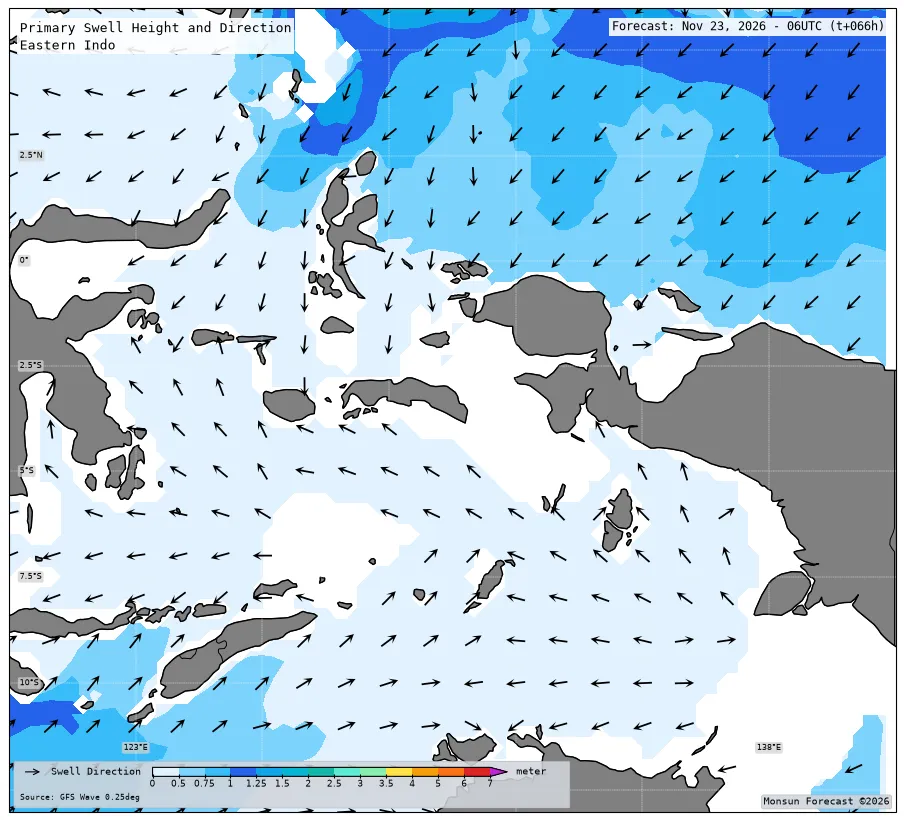 Primary Swell Height and Direction
Eastern Indo
Forecast: Nov 23, 2026 - 06UTC (t+066h)
2.5°N
0°
2.5°S
5°S
7.5°S
10°S
123°E
138°E
Swell Direction
0 0.5 0.75 1 1.25 1.5 2 2.5 3 3.5 4 5 6 7
meter
Source: GFS Wave 0.25deg
Monsun Forecast ©2026